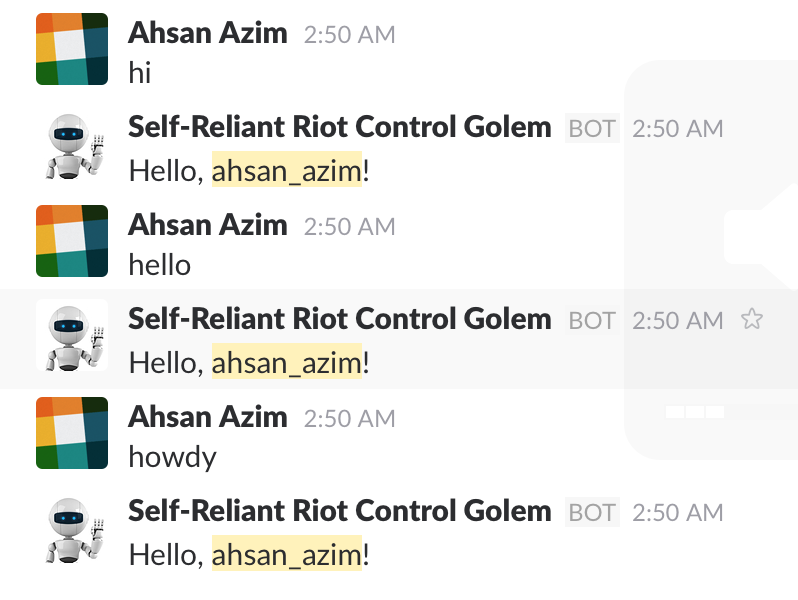 Ahsan Azim 2:50 AM
hi
Self-Reliant Riot Control Golem BOT 2:50 AM
Hello, ahsan_azim!
Ahsan Azim 2:50 AM
hello
Self-Reliant Riot Control Golem BOT 2:50 AM
Hello, ahsan_azim!
Ahsan Azim 2:50 AM
howdy
Self-Reliant Riot Control Golem BOT 2:50 AM
Hello, ahsan_azim!